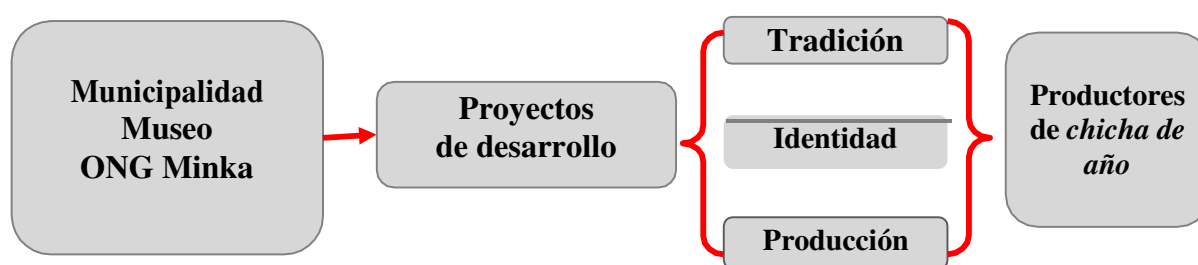 Municipalidad
Museo
ONG Minka
Proyectos
de desarrollo
Tradición
Identidad
Producción
Productores
de chicha de
año